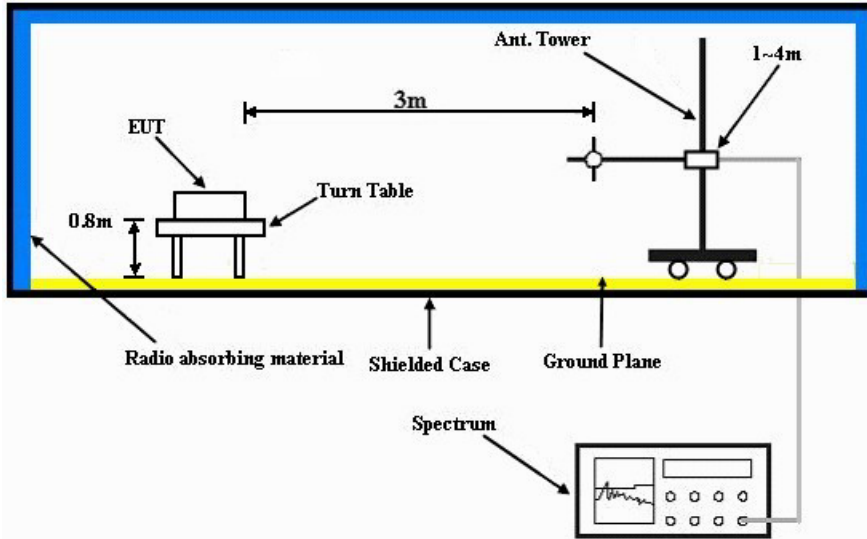 Ant. Tower
1~4m
3m
EUT
Turn Table
0.8m
Radio absorbing material
Shielded Case
Ground Plane
Spectrum